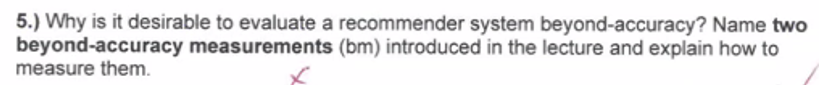 5.) Why is it desirable to evaluate a recommender system beyond-accuracy? Name two
beyond-accuracy measurements (bm) introduced in the lecture and explain how to
measure them.